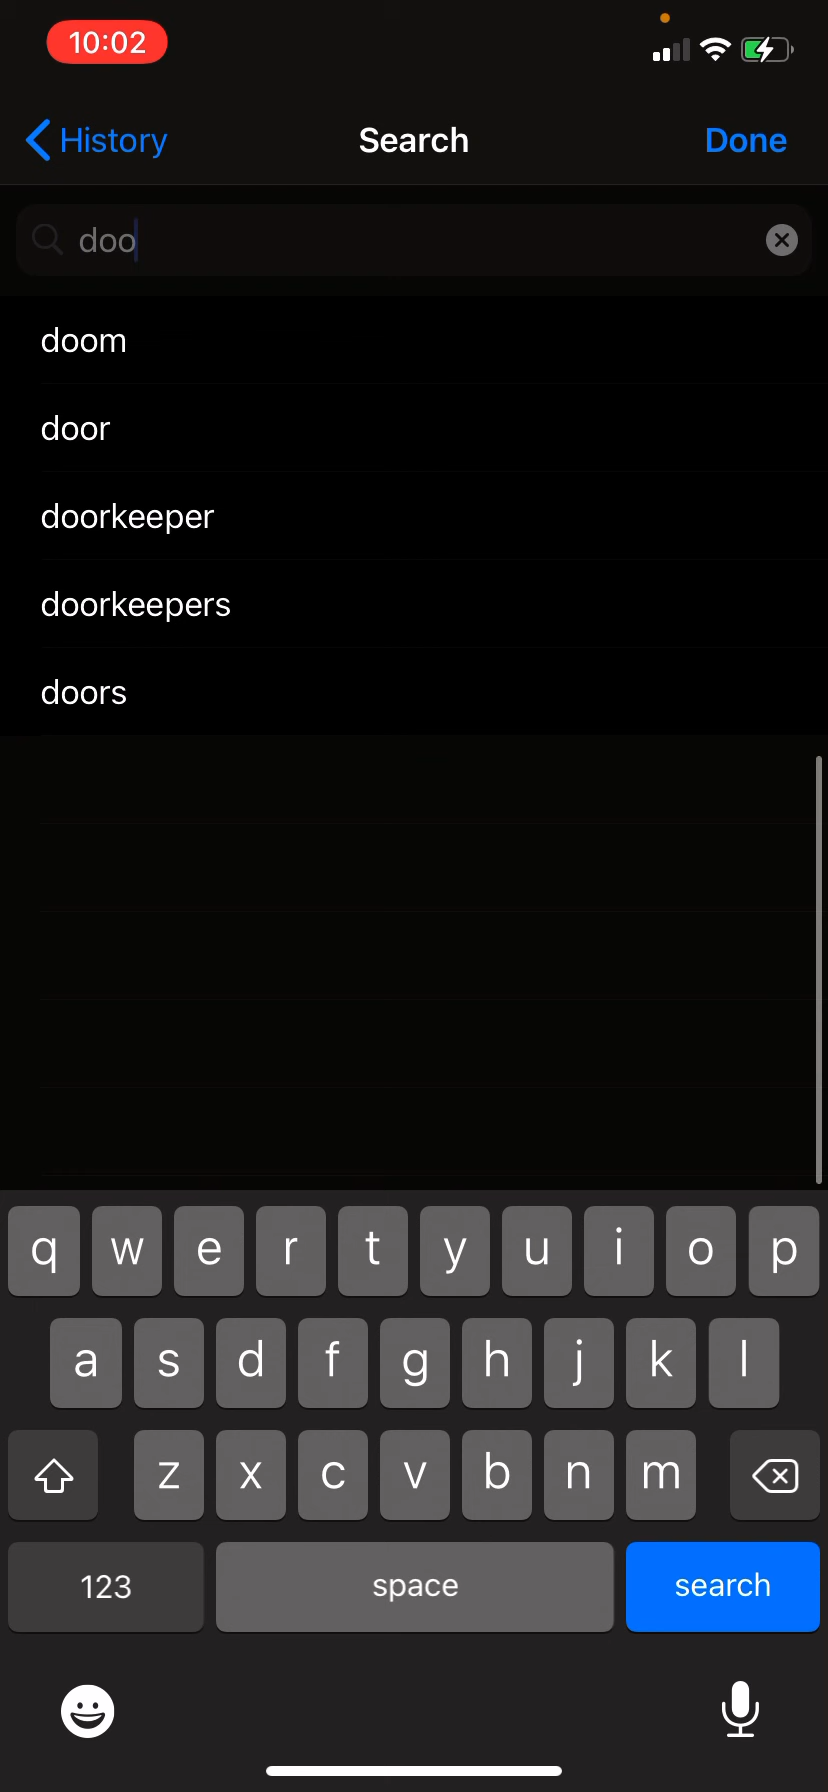 10:02
History
Search
Done
doo
doom
door
doorkeeper
doorkeepers
doors
q w e r t y u i o p
a s d f g h j k l
z x c v b n m
123
space
search